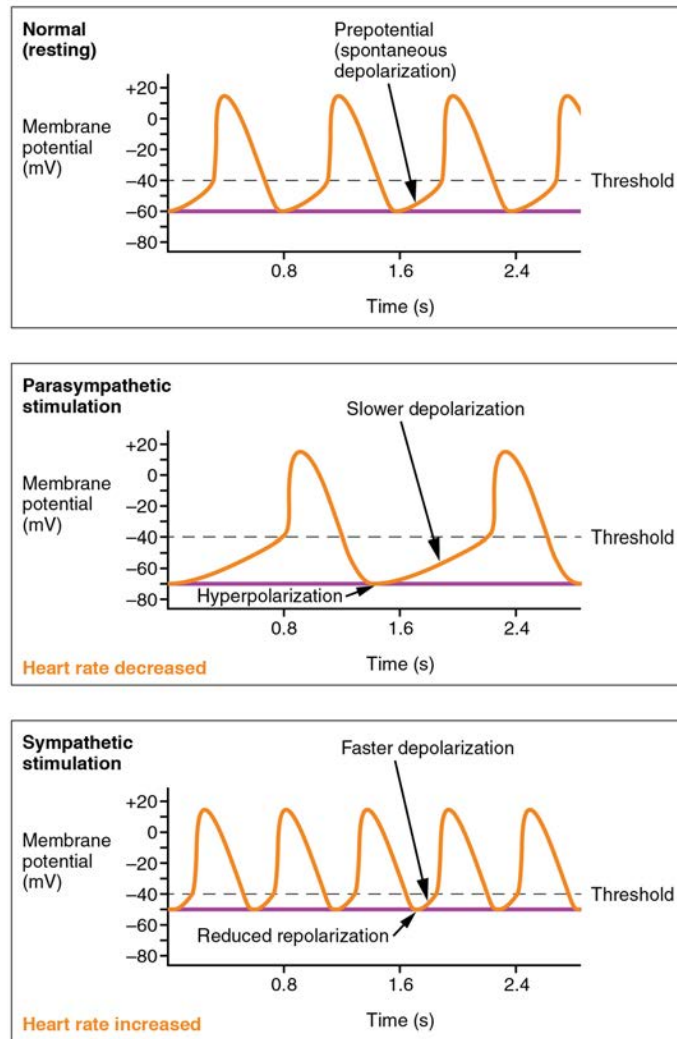 Normal
(resting)
Prepotential
(spontaneous
depolarization)
Membrane
potential
(mV)
+20
0
–20
–40
–60
–80
Threshold
0.8
1.6
2.4
Time (s)
Parasympathetic
stimulation
Slower depolarization
Membrane
potential
(mV)
+20
0
–20
–40
–60
–80
Threshold
Hyperpolarization
0.8
1.6
2.4
Heart rate decreased
Time (s)
Sympathetic
stimulation
Faster depolarization
Membrane
potential
(mV)
+20
0
–20
–40
–60
–80
Threshold
Reduced repolarization
0.8
1.6
2.4
Heart rate increased
Time (s)